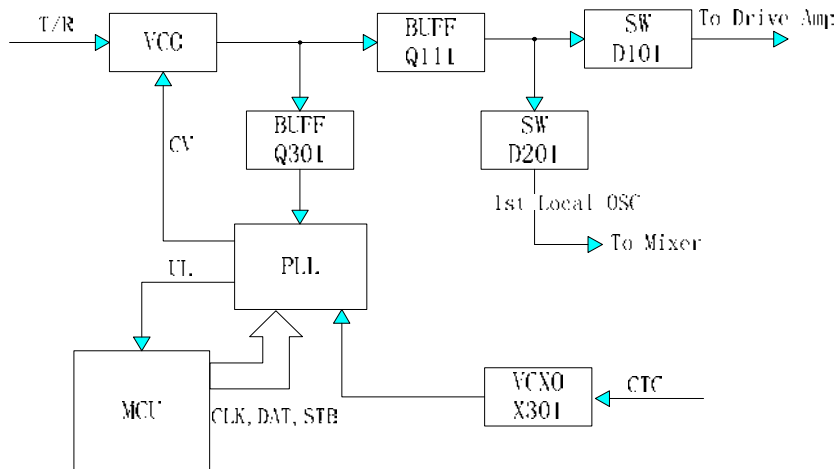 T/R
VCO
BUFF
Q111
SW
D101
To Drive Amp
BUFF
Q301
SW
D201
CV
1st Local OSC
To Mixer
PLL
UL
MCU
CLK, DAT, STB
VCXO
X301
CTC